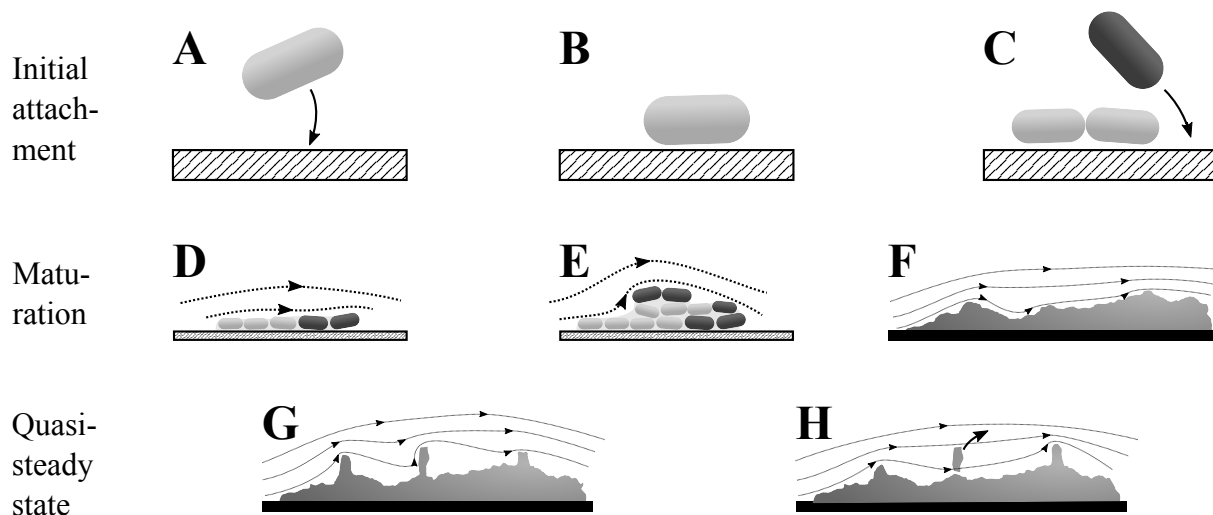 Initial
attach-
ment
A
B
C
Matu-
ration
D
E
F
Quasi-
steady
state
G
H